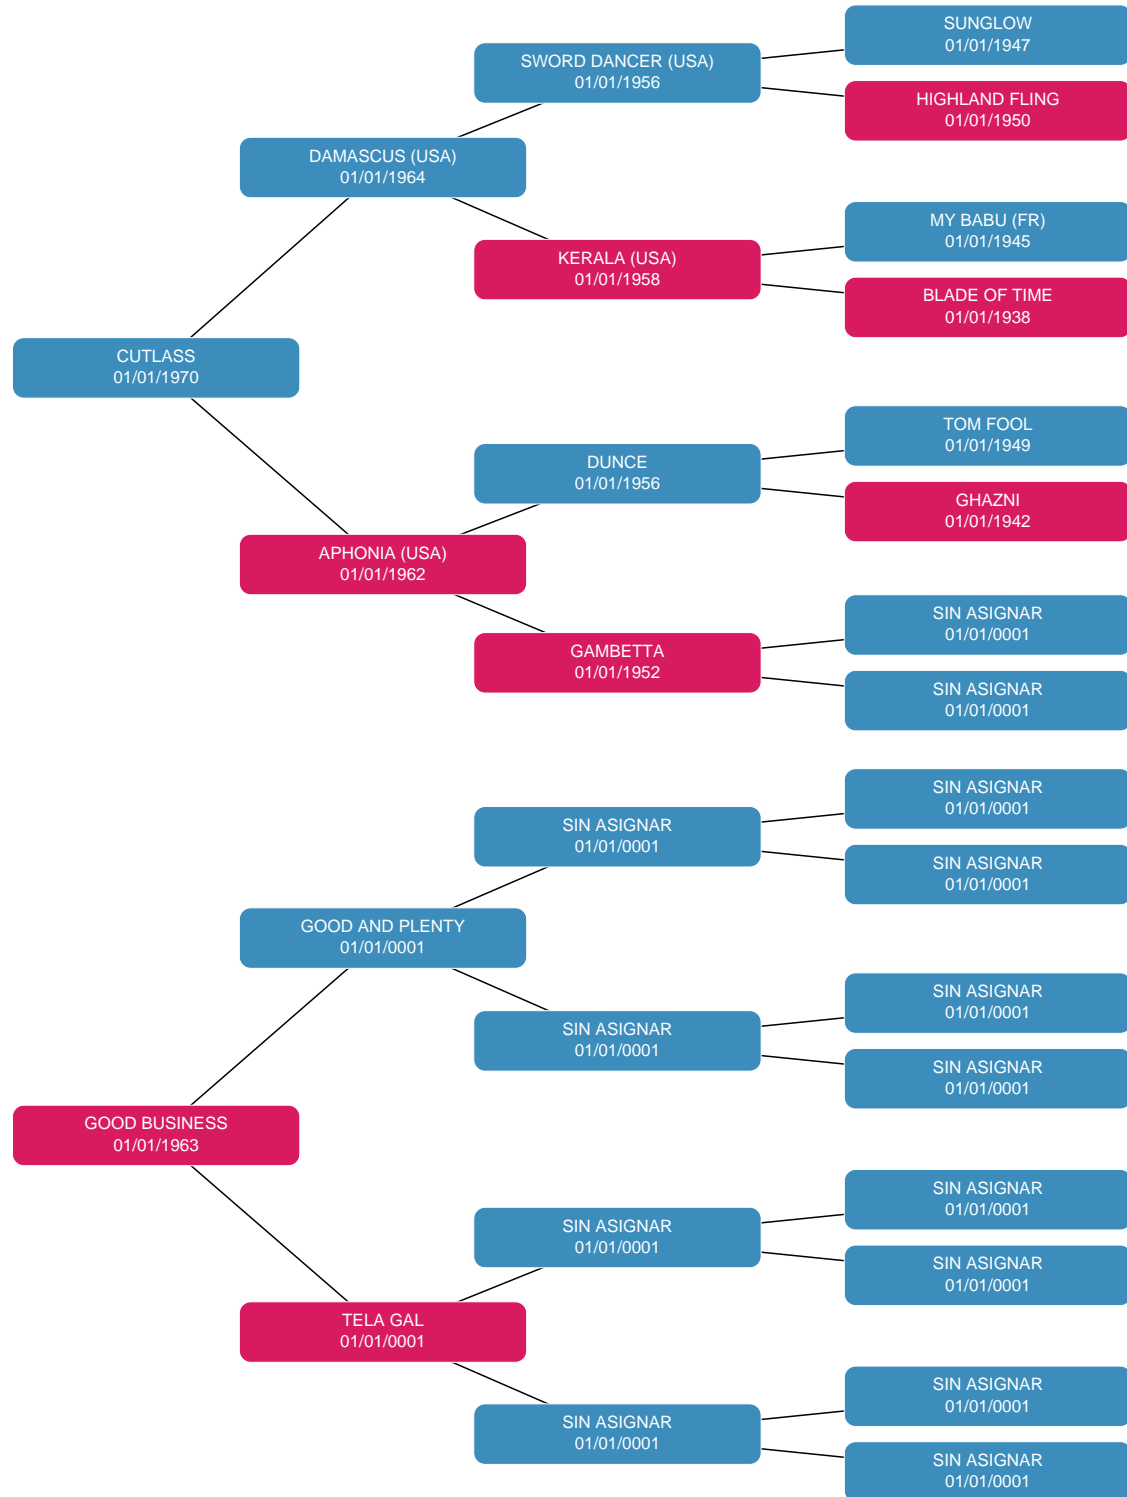 SUNGLOW
01/01/1947
SWORD DANCER (USA)
01/01/1956
HIGHLAND FLING
01/01/1950
DAMASCUS (USA)
01/01/1964
MY BABU (FR)
01/01/1945
KERALA (USA)
01/01/1958
BLADE OF TIME
01/01/1938
CUTLASS
01/01/1970
TOM FOOL
01/01/1949
DUNCE
01/01/1956
GHAZNI
01/01/1942
APHONIA (USA)
01/01/1962
SIN ASIGNAR
01/01/0001
GAMBETTA
01/01/1952
SIN ASIGNAR
01/01/0001
SIN ASIGNAR
01/01/0001
SIN ASIGNAR
01/01/0001
SIN ASIGNAR
01/01/0001
GOOD AND PLENTY
01/01/0001
SIN ASIGNAR
01/01/0001
SIN ASIGNAR
01/01/0001
SIN ASIGNAR
01/01/0001
GOOD BUSINESS
01/01/1963
SIN ASIGNAR
01/01/0001
SIN ASIGNAR
01/01/0001
SIN ASIGNAR
01/01/0001
TELA GAL
01/01/0001
SIN ASIGNAR
01/01/0001
SIN ASIGNAR
01/01/0001
SIN ASIGNAR
01/01/0001